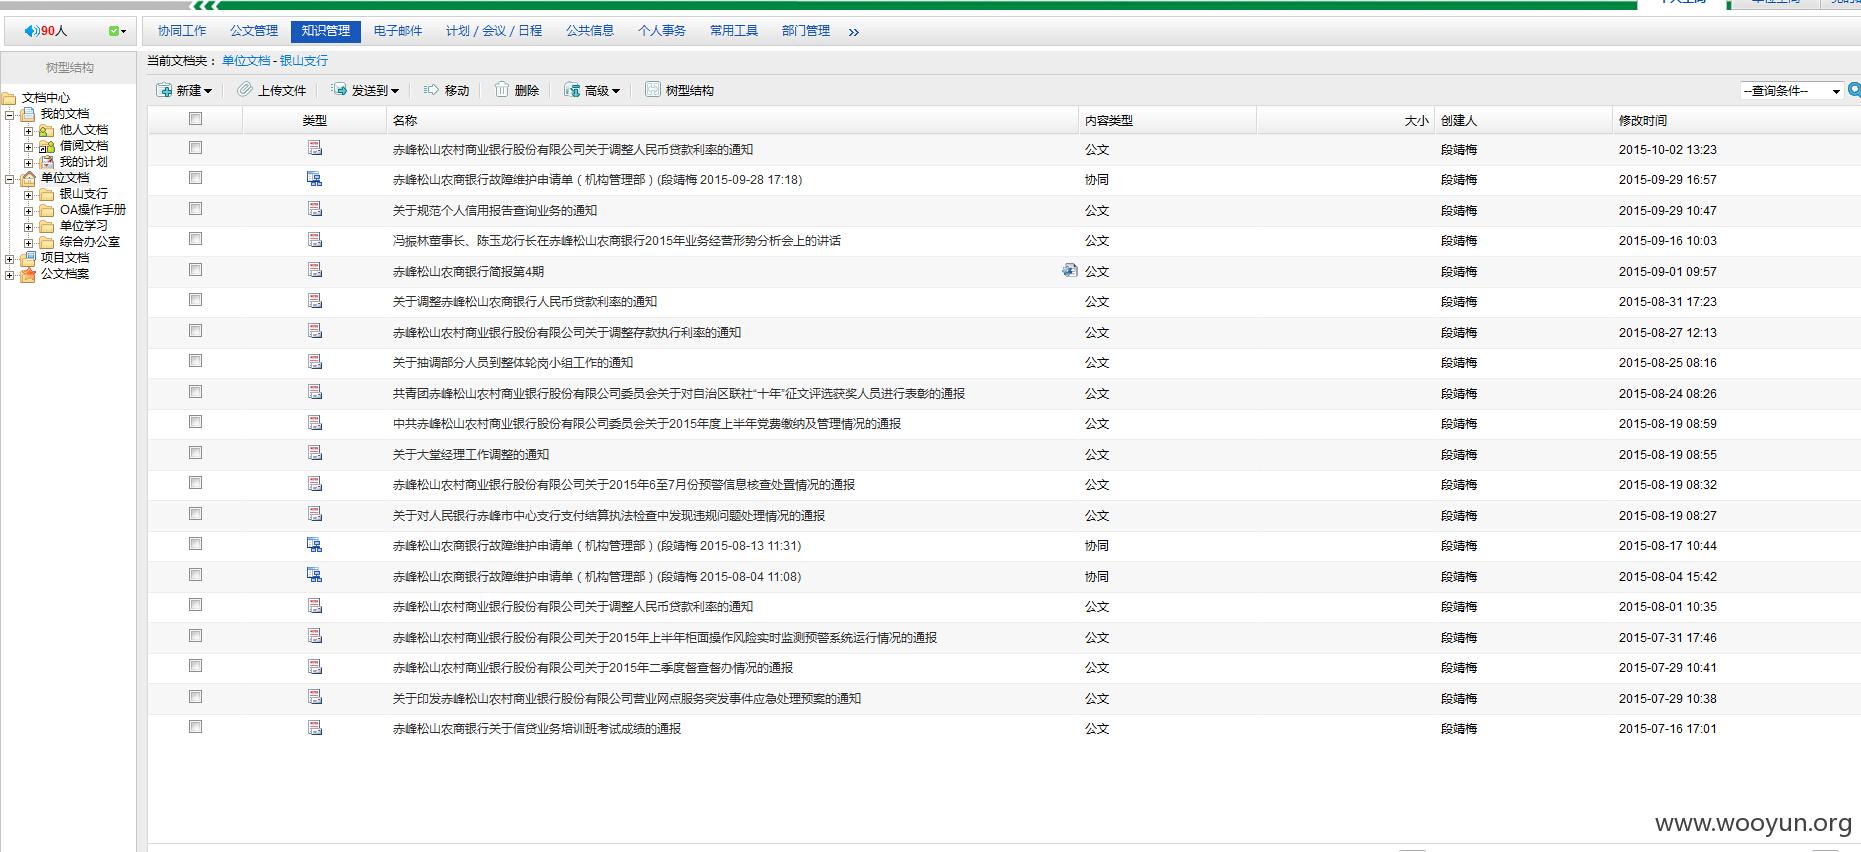 个人空间 单位空间
90人 协同工作 公文管理 知识管理 电子邮件 计划 / 会议 / 日程 公共信息 个人事务 常用工具 部门管理 »
树型结构
当前文档夹： 单位文档 - 银山支行
新建 上传文件 发送到 移动 删除 高级 树型结构 --查询条件--
文档中心
我的文档
他人文档
借阅文档
我的计划
单位文档
银山支行
OA操作手册
单位学习
综合办公室
项目文档
公文档案
类型 名称 内容类型 大小 创建人 修改时间
赤峰松山农村商业银行股份有限公司关于调整人民币贷款利率的通知 公文 段靖梅 2015-10-02 13:23
赤峰松山农商银行故障维护申请单（机构管理部）(段靖梅 2015-09-28 17:18) 协同 段靖梅 2015-09-29 16:57
关于规范个人信用报告查询业务的通知 公文 段靖梅 2015-09-29 10:47
冯振林董事长、陈玉龙行长在赤峰松山农商银行2015年业务经营形势分析会上的讲话 公文 段靖梅 2015-09-16 10:03
赤峰松山农商银行简报第4期 公文 段靖梅 2015-09-01 09:57
关于调整赤峰松山农商银行人民币贷款利率的通知 公文 段靖梅 2015-08-31 17:23
赤峰松山农村商业银行股份有限公司关于调整存款执行利率的通知 公文 段靖梅 2015-08-27 12:13
关于抽调部分人员到整体轮岗小组工作的通知 公文 段靖梅 2015-08-25 08:16
共青团赤峰松山农村商业银行股份有限公司委员会关于对自治区联社“十年”征文评选获奖人员进行表彰的通报 公文 段靖梅 2015-08-24 08:26
中共赤峰松山农村商业银行股份有限公司委员会关于2015年度上半年党费缴纳及管理情况的通报 公文 段靖梅 2015-08-19 08:59
关于大堂经理工作调整的通知 公文 段靖梅 2015-08-19 08:55
赤峰松山农村商业银行股份有限公司关于2015年6至7月份预警信息核查处置情况的通报 公文 段靖梅 2015-08-19 08:32
关于对人民银行赤峰市中心支行支付结算执法检查中发现违规问题处理情况的通报 公文 段靖梅 2015-08-19 08:27
赤峰松山农商银行故障维护申请单（机构管理部）(段靖梅 2015-08-13 11:31) 协同 段靖梅 2015-08-17 10:44
赤峰松山农商银行故障维护申请单（机构管理部）(段靖梅 2015-08-04 11:08) 协同 段靖梅 2015-08-04 15:42
赤峰松山农村商业银行股份有限公司关于调整人民币贷款利率的通知 公文 段靖梅 2015-08-01 10:35
赤峰松山农村商业银行股份有限公司关于2015年上半年柜面操作风险实时监测预警系统运行情况的通报 公文 段靖梅 2015-07-31 17:46
赤峰松山农村商业银行股份有限公司关于2015年二季度督查督办情况的通报 公文 段靖梅 2015-07-29 10:41
关于印发赤峰松山农村商业银行股份有限公司营业网点服务突发事件应急处理预案的通知 公文 段靖梅 2015-07-29 10:38
赤峰松山农商银行关于信贷业务培训班考试成绩的通报 公文 段靖梅 2015-07-16 17:01
www.wooyun.org